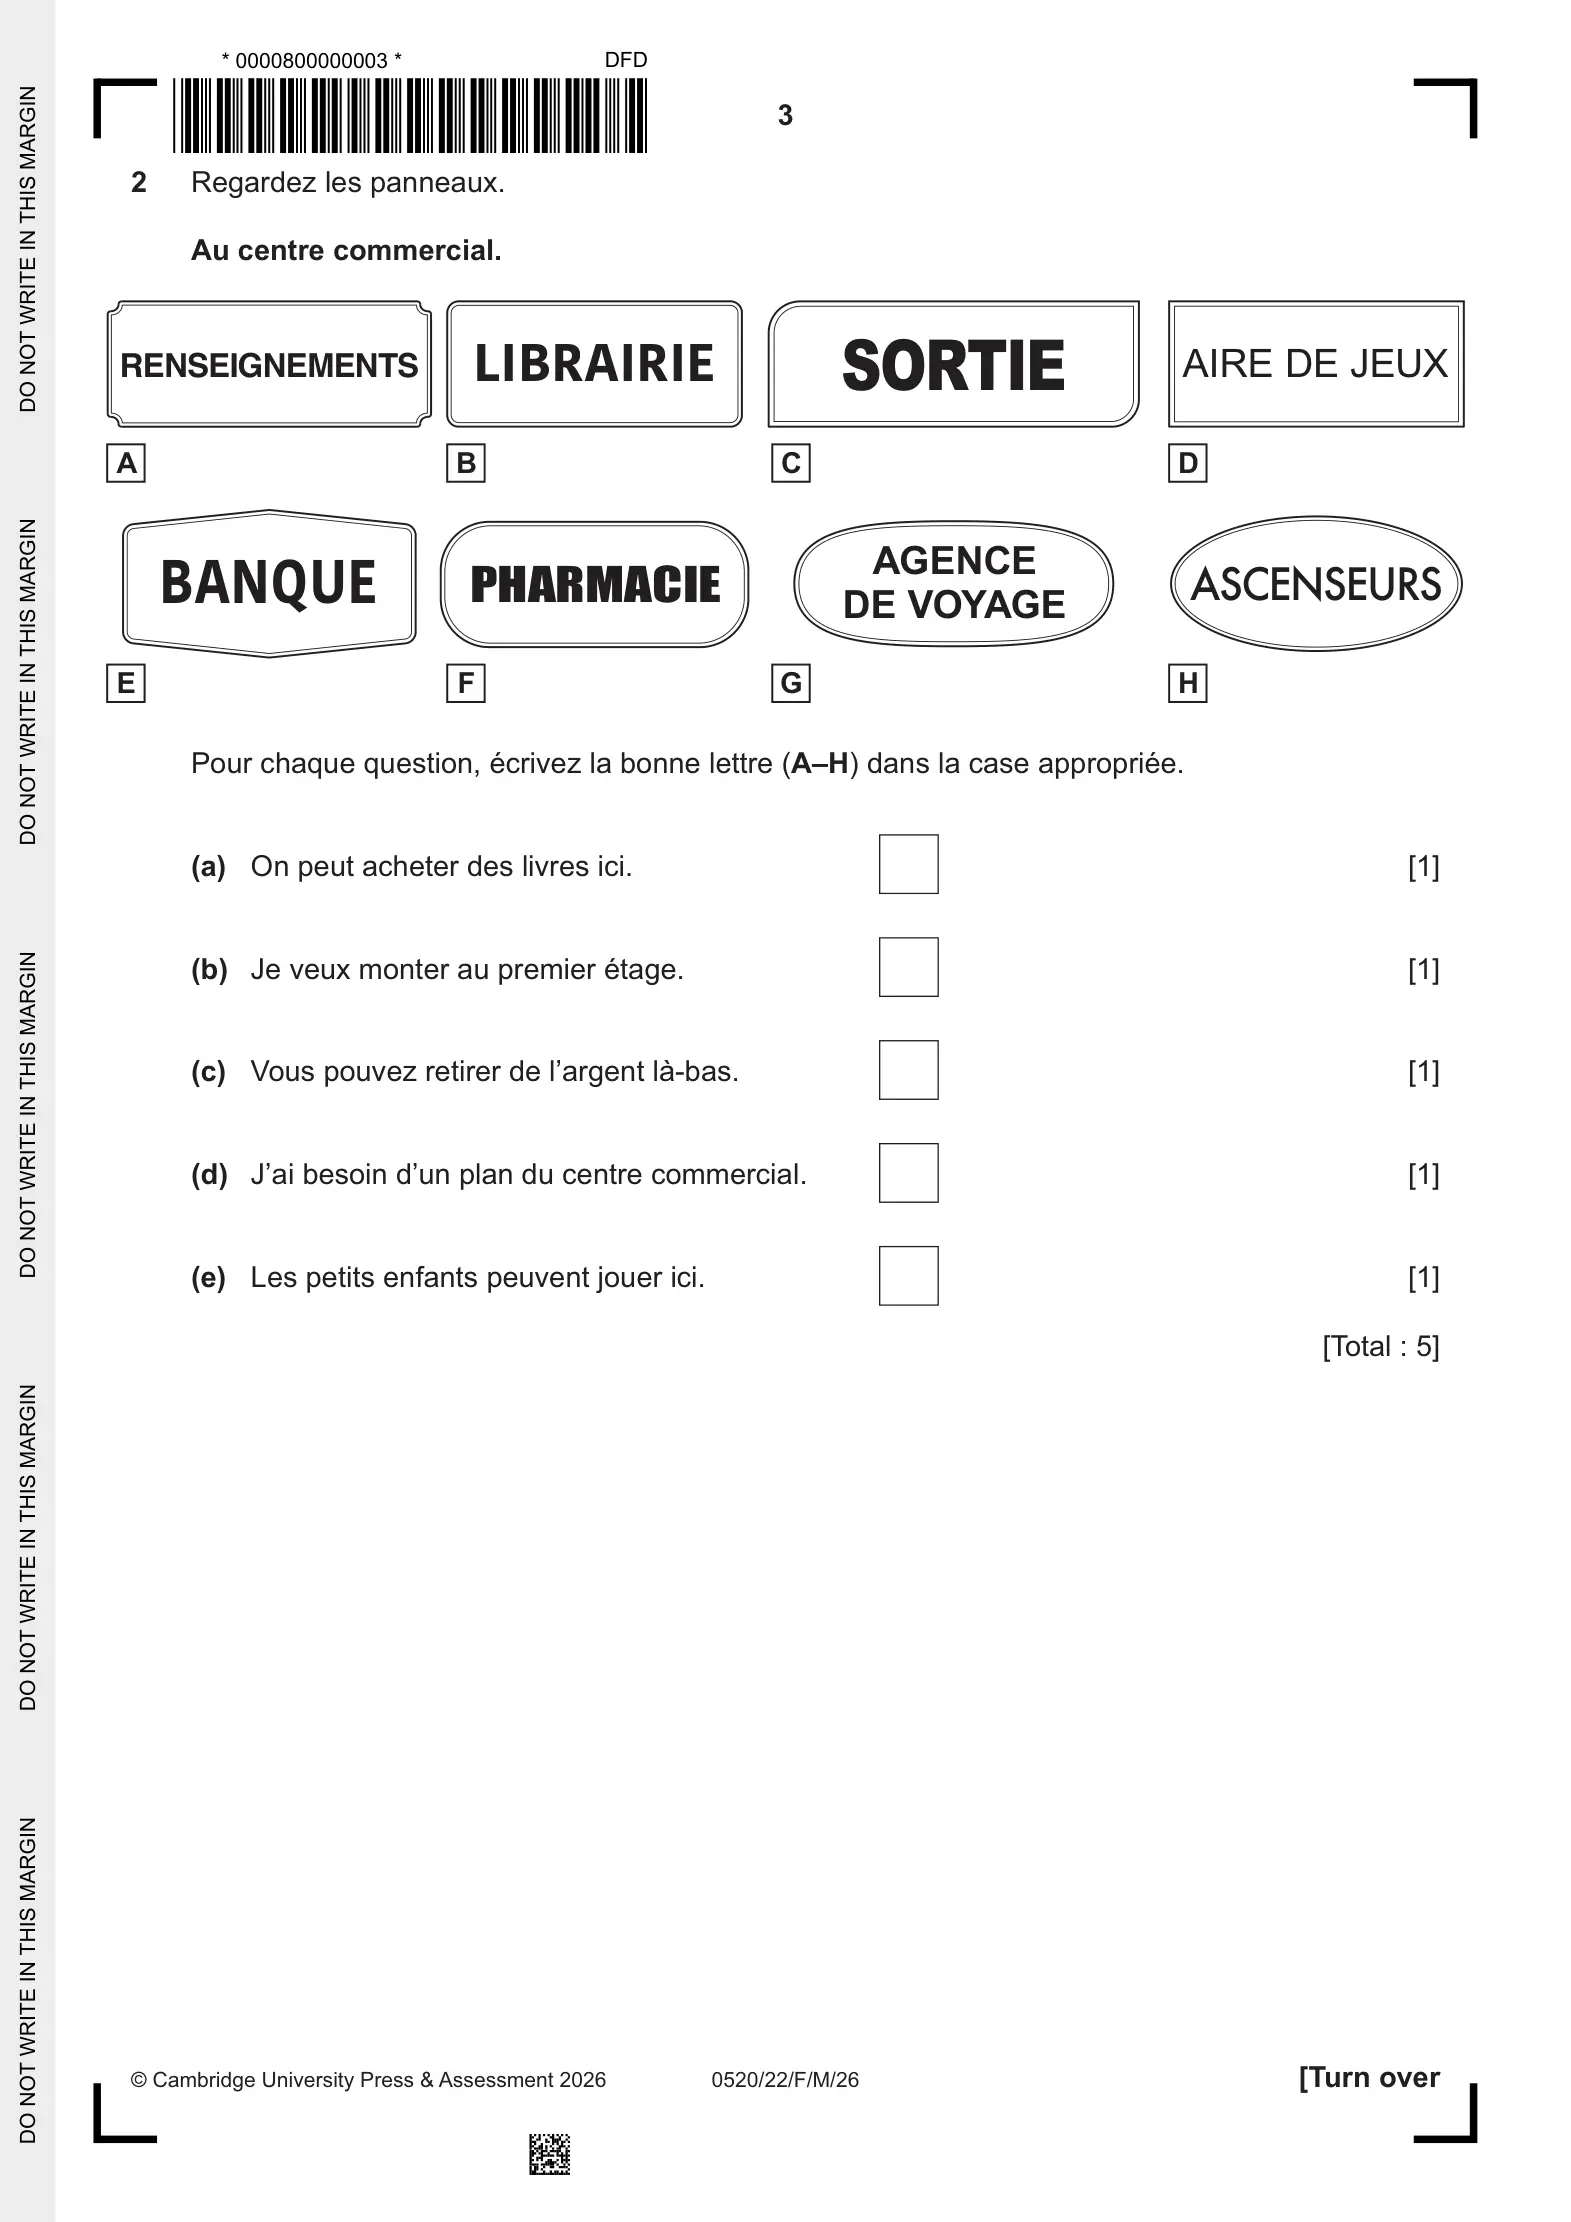 * 0000800000003 *
DFD
3
2 Regardez les panneaux.
Au centre commercial.
RENSEIGNEMENTS
LIBRAIRIE
SORTIE
AIRE DE JEUX
A
B
C
D
BANQUE
PHARMACIE
AGENCE
DE VOYAGE
ASCENSEURS
E
F
G
H
Pour chaque question, écrivez la bonne lettre (A–H) dans la case appropriée.
(a) On peut acheter des livres ici. [1]
(b) Je veux monter au premier étage. [1]
(c) Vous pouvez retirer de l’argent là-bas. [1]
(d) J’ai besoin d’un plan du centre commercial. [1]
(e) Les petits enfants peuvent jouer ici. [1]
[Total : 5]
© Cambridge University Press & Assessment 2026 0520/22/F/M/26 [Turn over
DO NOT WRITE IN THIS MARGIN
DO NOT WRITE IN THIS MARGIN
DO NOT WRITE IN THIS MARGIN
DO NOT WRITE IN THIS MARGIN
DO NOT WRITE IN THIS MARGIN